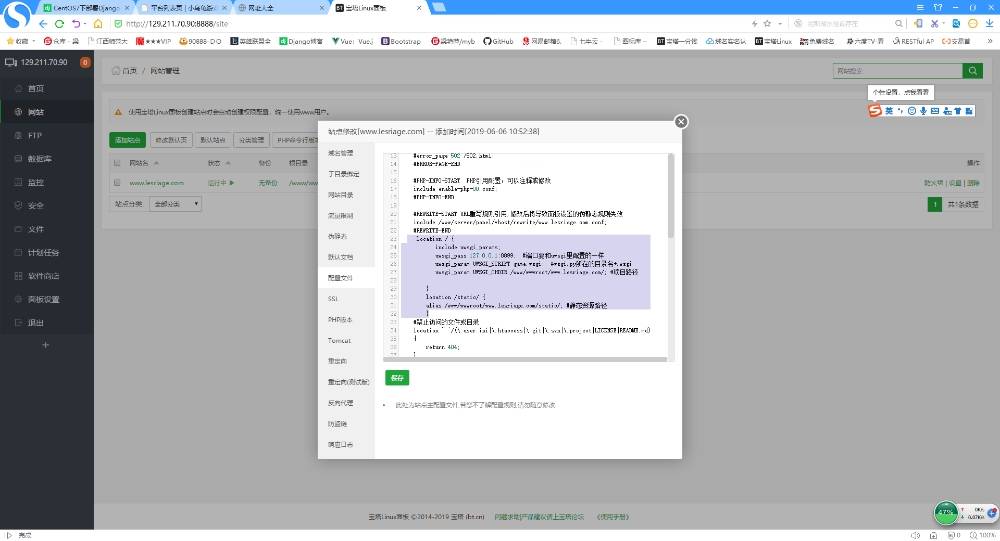 CentOS7下部署Django
平台列表页 | 小乌龟游戏
网址大全
宝塔Linux面板
http://129.211.70.90:8888/site
尼斯湖水怪真存在
收藏
仓库 - 梁
江西师范大
★★★VIP
90888-ＤＯ
英雄联盟全
Django博客
Vue：Vue.j
Bootstrap
梁艳萍/myb
GitHub
网易邮箱6.
七牛云 -
图标库 –
宝塔一分钱
域名实名认
宝塔Linux
免费域名_
六度TV-看
RESTful AP
交易首
»
129.211.70.90
0
首页
网站
FTP
数据库
监控
安全
文件
计划任务
软件商店
面板设置
退出
+
首页 / 网站管理
网站搜索
个性设置，点我看看
英
使用宝塔Linux面板创建站点时会自动创建权限配置，统一使用www用户。
添加站点
修改默认页
默认站点
分类管理
PHP命令行版本
网站名
状态
备份
根目录
操作
www.lesriage.com
运行中
无备份
/www/ww
防火墙 | 设置 | 删除
站点分类:
全部分类
1
共1条数据
站点修改[www.lesriage.com] -- 添加时间[2019-06-06 10:52:38]
域名管理
子目录绑定
网站目录
流量限制
伪静态
默认文档
配置文件
SSL
PHP版本
Tomcat
重定向
重定向(测试版)
反向代理
防盗链
响应日志
13 #error_page 502 /502.html;
14 #ERROR-PAGE-END
15
16 #PHP-INFO-START  PHP引用配置，可以注释或修改
17 include enable-php-00.conf;
18 #PHP-INFO-END
19
20 #REWRITE-START URL重写规则引用,修改后将导致面板设置的伪静态规则失效
21 include /www/server/panel/vhost/rewrite/www.lesriage.com.conf;
22 #REWRITE-END
23 location / {
24 include uwsgi_params;
25 uwsgi_pass 127.0.0.1:8899;  #端口要和uwsgi里配置的一样
26 uwsgi_param UWSGI_SCRIPT game.wsgi;  #wsgi.py所在的目录名+.wsgi
27 uwsgi_param UWSGI_CHDIR /www/wwwroot/www.lesriage.com/; #项目路径
28
29 }
30 location /static/ {
31 alias /www/wwwroot/www.lesriage.com/static/; #静态资源路径
32 }
33 #禁止访问的文件或目录
34 location ~ ^/(\.user.ini|\.htaccess|\.git|\.svn|\.project|LICENSE|README.md)
35 {
36 return 404;
37 }
保存
此处为站点主配置文件,若您不了解配置规则,请勿随意修改.
宝塔Linux面板 ©2014-2019 宝塔 (bt.cn)
问题求助|产品建议请上宝塔论坛
《使用手册》
47%
0K/s
0.07K/s
完成
0
100%